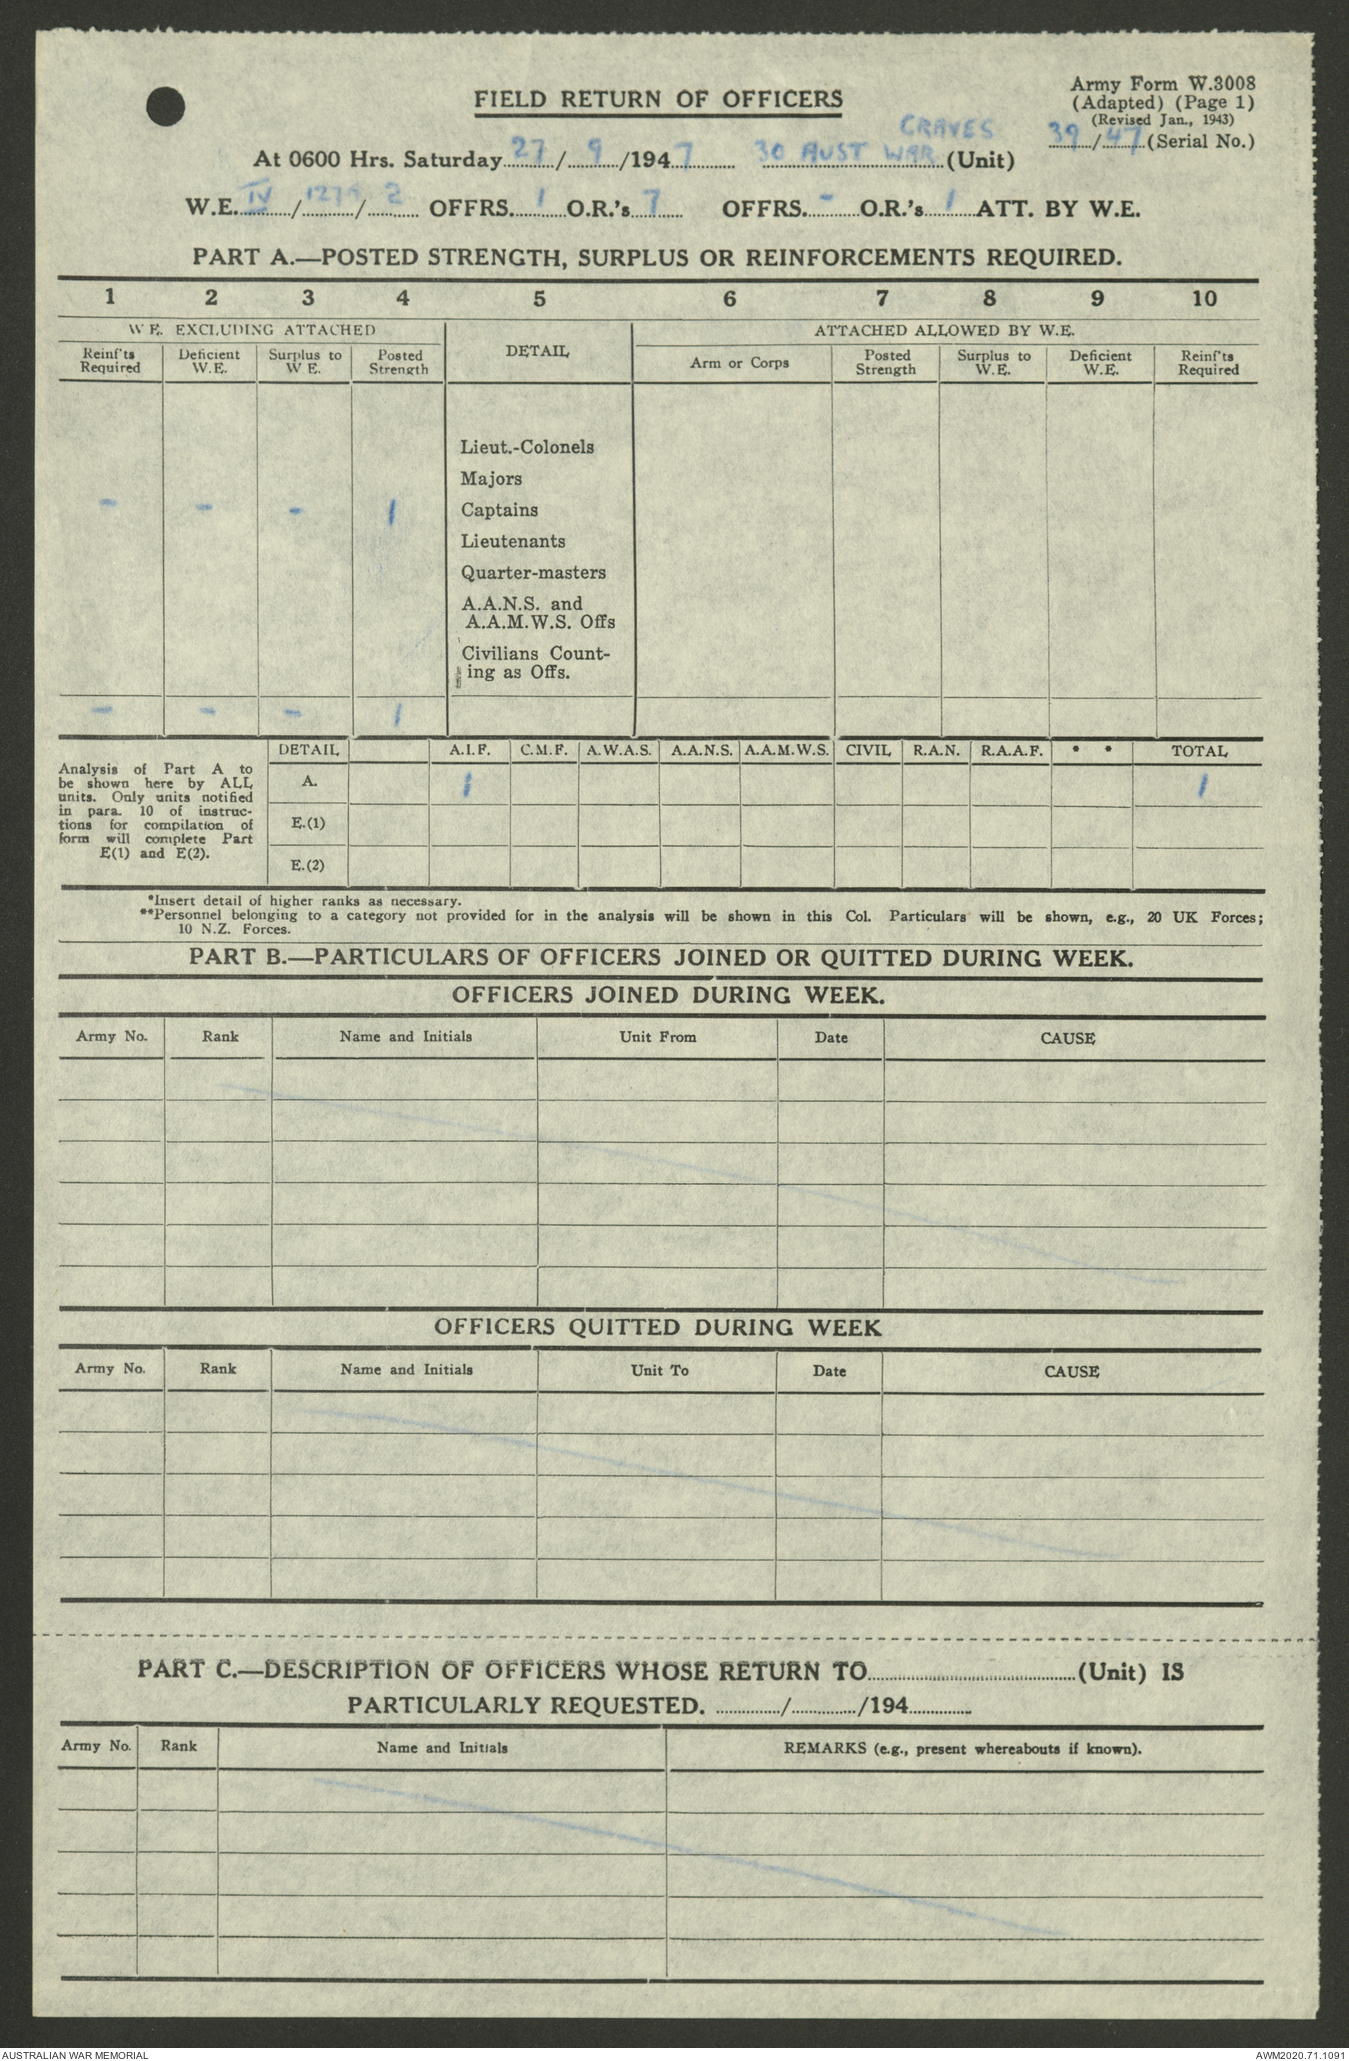 Army Form W.3008
FIELD RETURN OF OFFICERS
(Adapted) (Page 1)
(Revised Jan., 1943)
GRAVES
39/47 (Serial No.)
At 0600 Hrs. Saturday 27/9/1947 30 AUST WAR (Unit)
W.E. IV/ / 2 OFFRS. 1 O.R.'s 7 OFFRS. - O.R.'s 1 ATT. BY W.E.
PART A.—POSTED STRENGTH, SURPLUS OR REINFORCEMENTS REQUIRED.
1 2 3 4 5 6 7 8 9 10
W E. EXCLUDING ATTACHED ATTACHED ALLOWED BY W.E.
Reinf'ts Required Deficient W.E. Surplus to W E. Posted Strength DETAIL Arm or Corps Posted Strength Surplus to W.E. Deficient W.E. Reinf'ts Required
Lieut.-Colonels
Majors
- - - 1 Captains
Lieutenants
Quarter-masters
A.A.N.S. and
A.A.M.W.S. Offs
Civilians Count-
ing as Offs.
- - - 1
DETAIL A.I.F. C.M.F. A.W.A.S. A.A.N.S. A.A.M.W.S. CIVIL R.A.N. R.A.A.F. * * TOTAL
Analysis of Part A to
be shown here by ALL
units. Only units notified
in para. 10 of instruc-
tions for compilation of
form will complete Part
E(1) and E(2).
A. 1 1
E.(1)
E.(2)
*Insert detail of higher ranks as necessary.
**Personnel belonging to a category not provided for in the analysis will be shown in this Col. Particulars will be shown, e.g., 20 UK Forces;
10 N.Z. Forces.
PART B.—PARTICULARS OF OFFICERS JOINED OR QUITTED DURING WEEK.
OFFICERS JOINED DURING WEEK.
Army No. Rank Name and Initials Unit From Date CAUSE
OFFICERS QUITTED DURING WEEK
Army No. Rank Name and Initials Unit To Date CAUSE
PART C.—DESCRIPTION OF OFFICERS WHOSE RETURN TO (Unit) IS
PARTICULARLY REQUESTED. / /194
Army No. Rank Name and Initials REMARKS (e.g., present whereabouts if known).
AUSTRALIAN WAR MEMORIAL AWM2020.71.1091